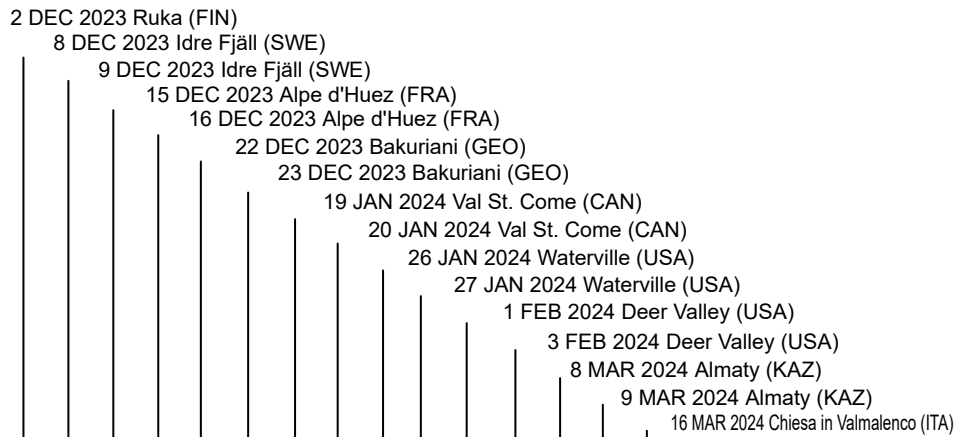 2 DEC 2023 Ruka (FIN)
8 DEC 2023 Idre Fjäll (SWE)
9 DEC 2023 Idre Fjäll (SWE)
15 DEC 2023 Alpe d'Huez (FRA)
16 DEC 2023 Alpe d'Huez (FRA)
22 DEC 2023 Bakuriani (GEO)
23 DEC 2023 Bakuriani (GEO)
19 JAN 2024 Val St. Come (CAN)
20 JAN 2024 Val St. Come (CAN)
26 JAN 2024 Waterville (USA)
27 JAN 2024 Waterville (USA)
1 FEB 2024 Deer Valley (USA)
3 FEB 2024 Deer Valley (USA)
8 MAR 2024 Almaty (KAZ)
9 MAR 2024 Almaty (KAZ)
16 MAR 2024 Chiesa in Valmalenco (ITA)